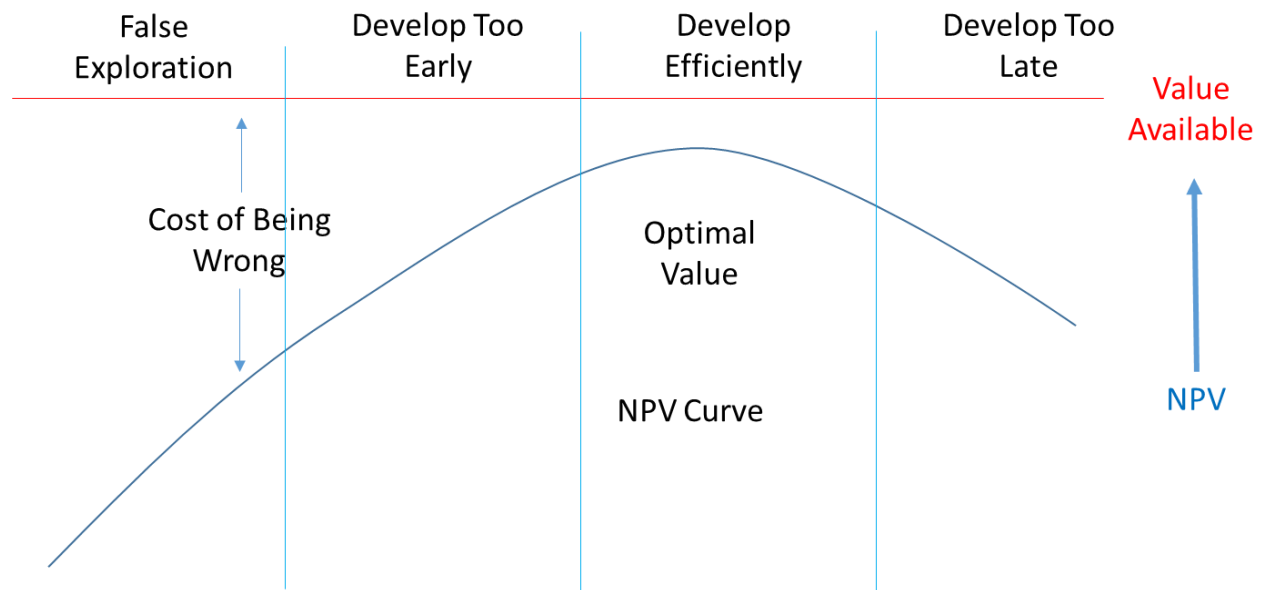 False
Exploration
Develop Too
Early
Develop
Efficiently
Develop Too
Late
Value
Available
Cost of Being
Wrong
Optimal
Value
NPV Curve
NPV